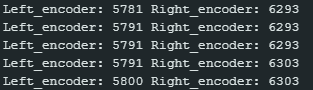 Left_encoder: 5781 Right_encoder: 6293
Left_encoder: 5791 Right_encoder: 6293
Left_encoder: 5791 Right_encoder: 6293
Left_encoder: 5791 Right_encoder: 6303
Left_encoder: 5800 Right_encoder: 6303